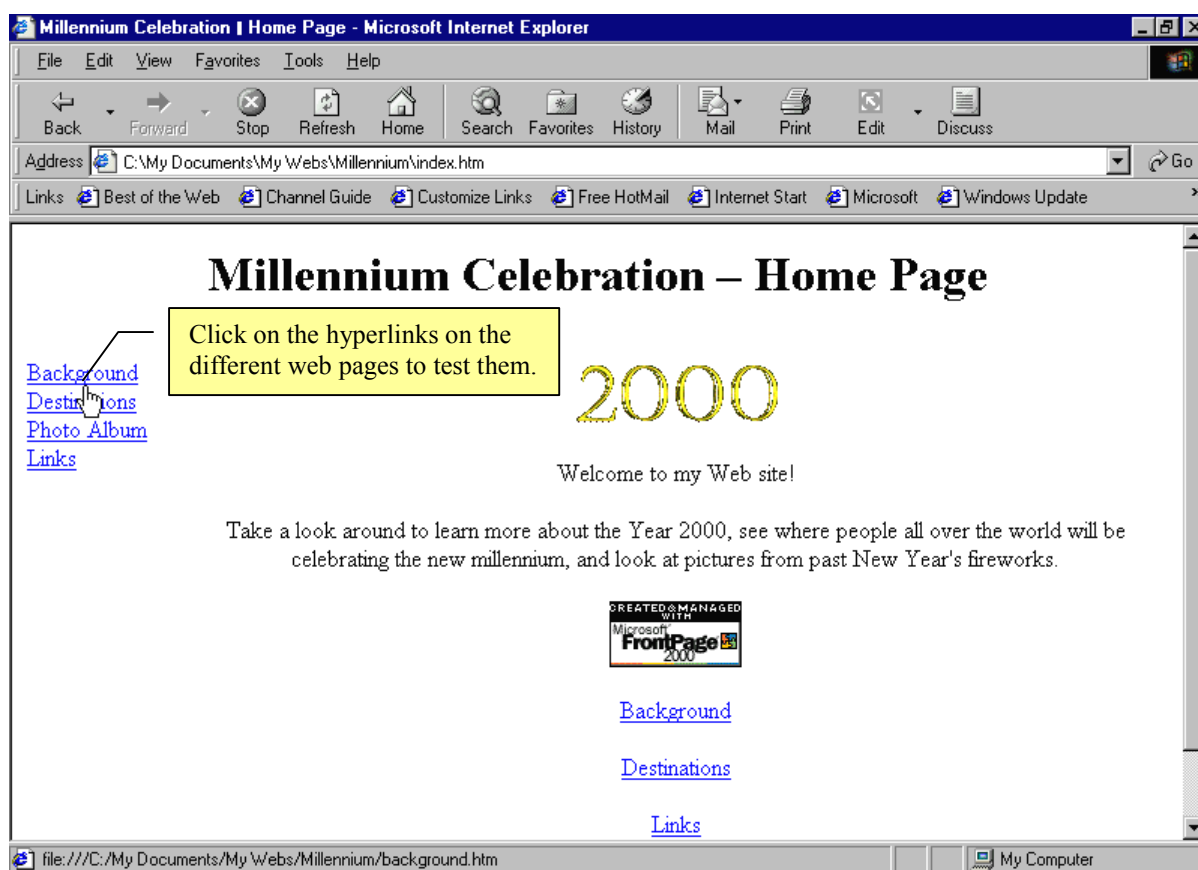 Millennium Celebration ‖ Home Page - Microsoft Internet Explorer
File Edit View Favorites Tools Help
Back Forward Stop Refresh Home Search Favorites History Mail Print Edit Discuss
Address C:\My Documents\My Webs\Millennium\index.htm Go
Links Best of the Web Channel Guide Customize Links Free HotMail Internet Start Microsoft Windows Update »
Millennium Celebration – Home Page
Click on the hyperlinks on the
different web pages to test them.
Background
Destinations
Photo Album
Links
2000
Welcome to my Web site!
Take a look around to learn more about the Year 2000, see where people all over the world will be
celebrating the new millennium, and look at pictures from past New Year's fireworks.
CREATED & MANAGED
WITH
Microsoft
FrontPage
2000
Background
Destinations
Links
file:///C:/My Documents/My Webs/Millennium/background.htm My Computer